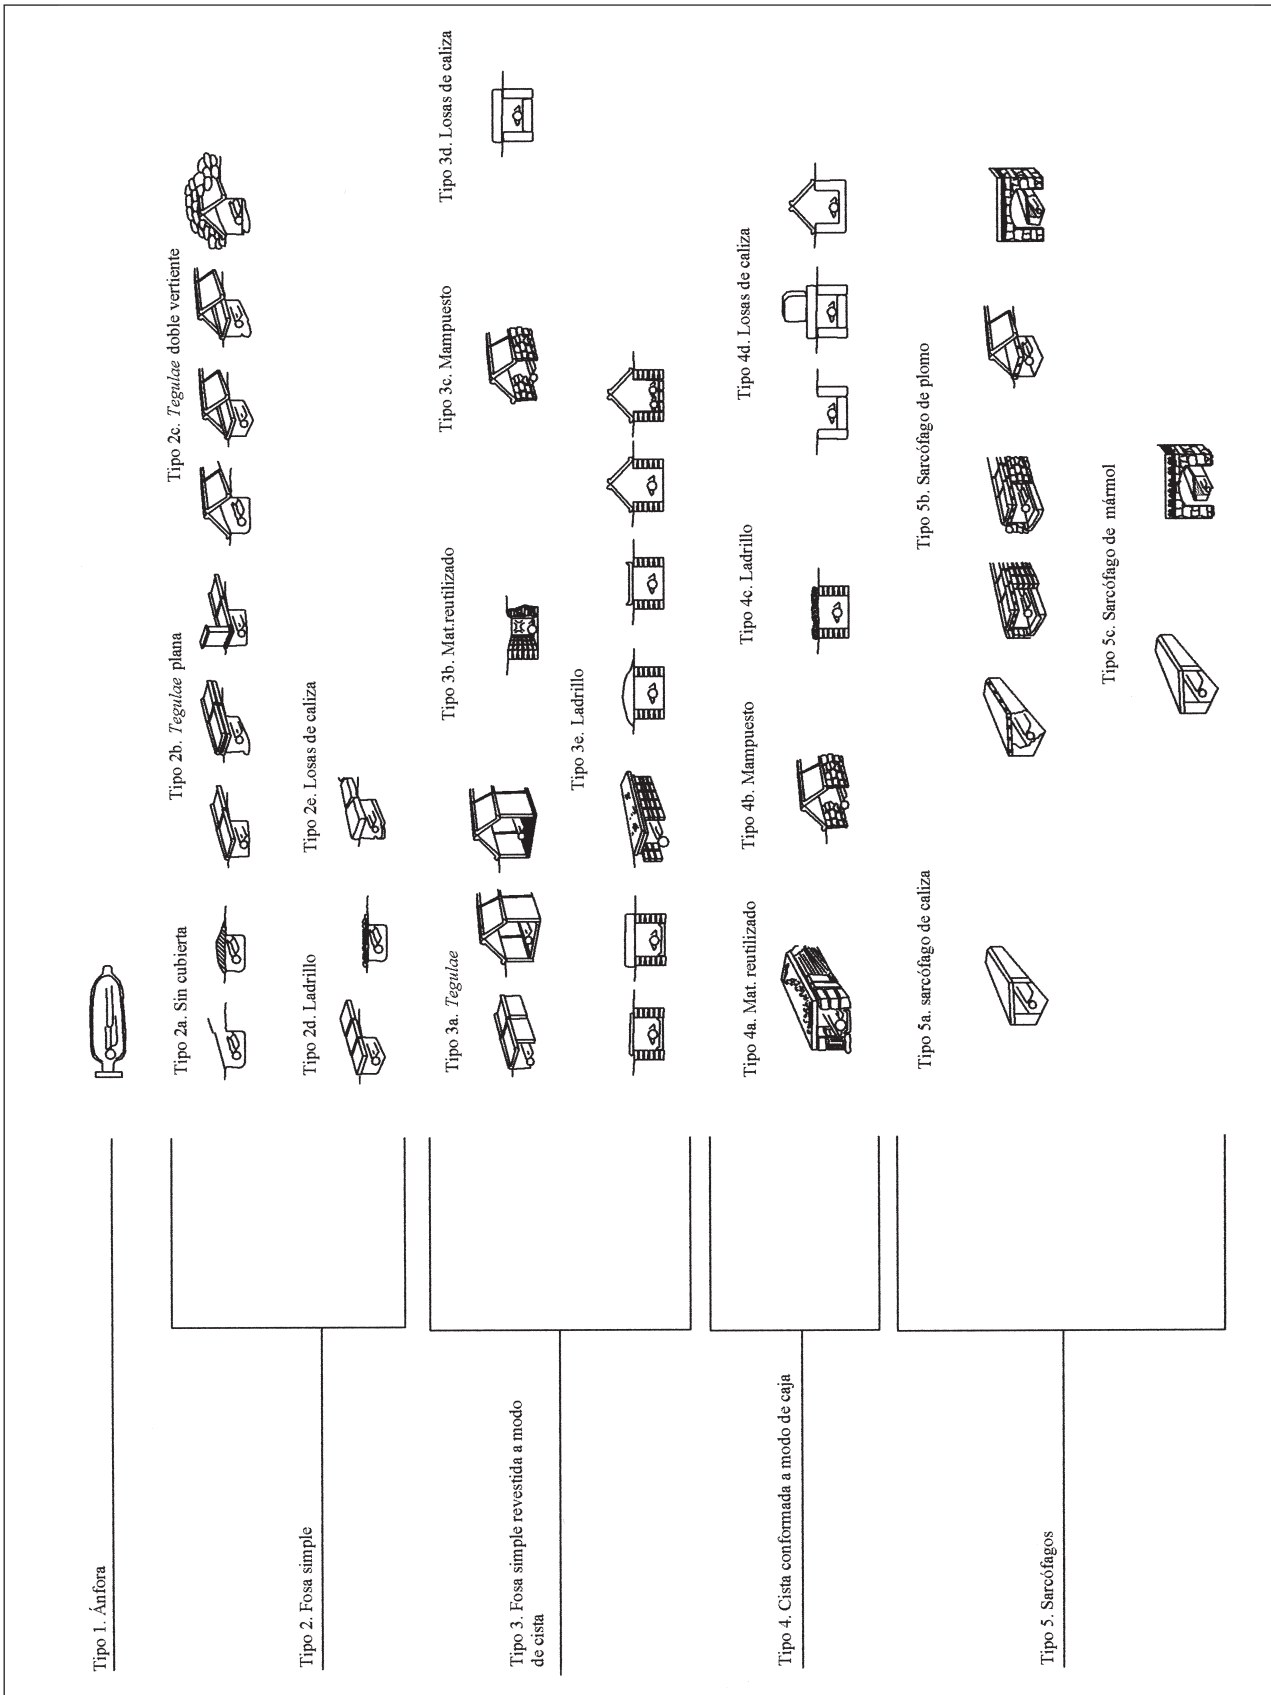 Tipo 1. Ánfora
Tipo 2. Fosa simple
Tipo 2a. Sin cubierta
Tipo 2b. Tegulae plana
Tipo 2c. Tegulae doble vertiente
Tipo 2d. Ladrillo
Tipo 2e. Losas de caliza
Tipo 3. Fosa simple revestida a modo
de cista
Tipo 3a. Tegulae
Tipo 3b. Mat.reutilizado
Tipo 3c. Mampuesto
Tipo 3d. Losas de caliza
Tipo 3e. Ladrillo
Tipo 4. Cista conformada a modo de caja
Tipo 4a. Mat. reutilizado
Tipo 4b. Mampuesto
Tipo 4c. Ladrillo
Tipo 4d. Losas de caliza
Tipo 5. Sarcófagos
Tipo 5a. sarcófago de caliza
Tipo 5b. Sarcófago de plomo
Tipo 5c. Sarcófago de mármol